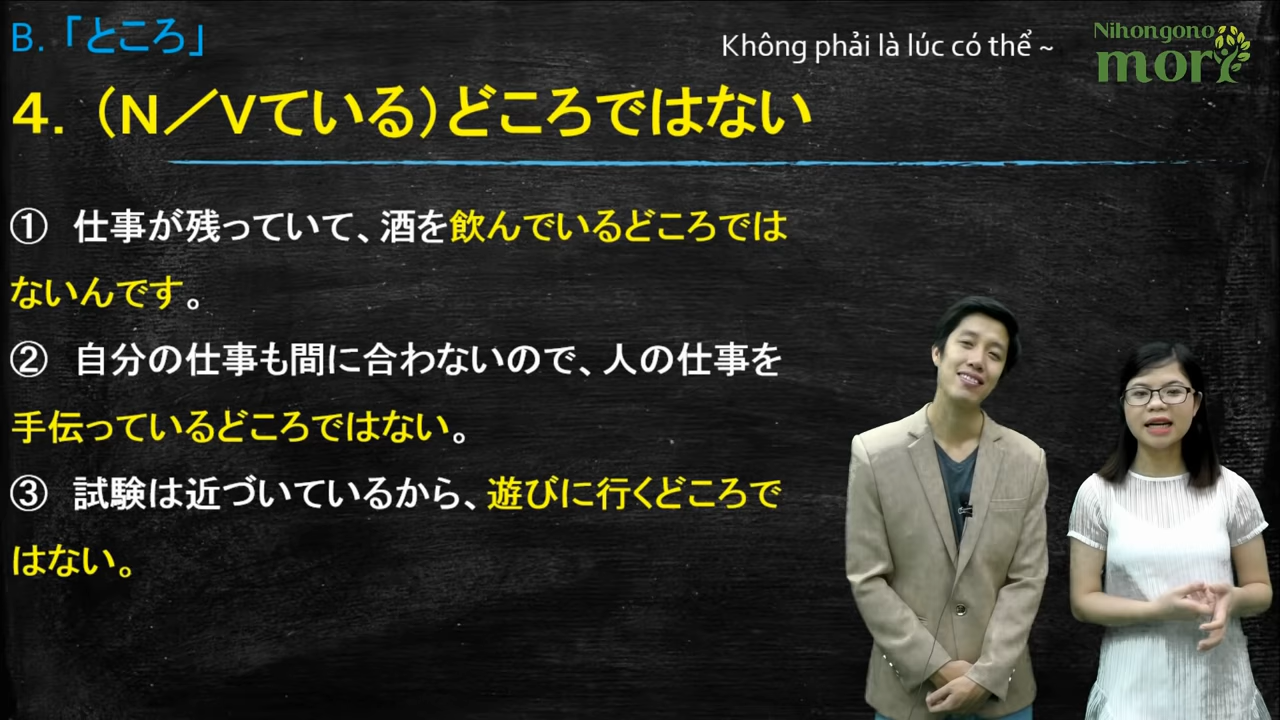 B.「ところ」
Không phải là lúc có thể ~
Nihongono
mori
４.（N／Vている）どころではない
①　仕事が残っていて、酒を飲んでいるどころでは
ないんです。
②　自分の仕事も間に合わないので、人の仕事を
手伝っているどころではない。
③　試験は近づいているから、遊びに行くどころで
はない。